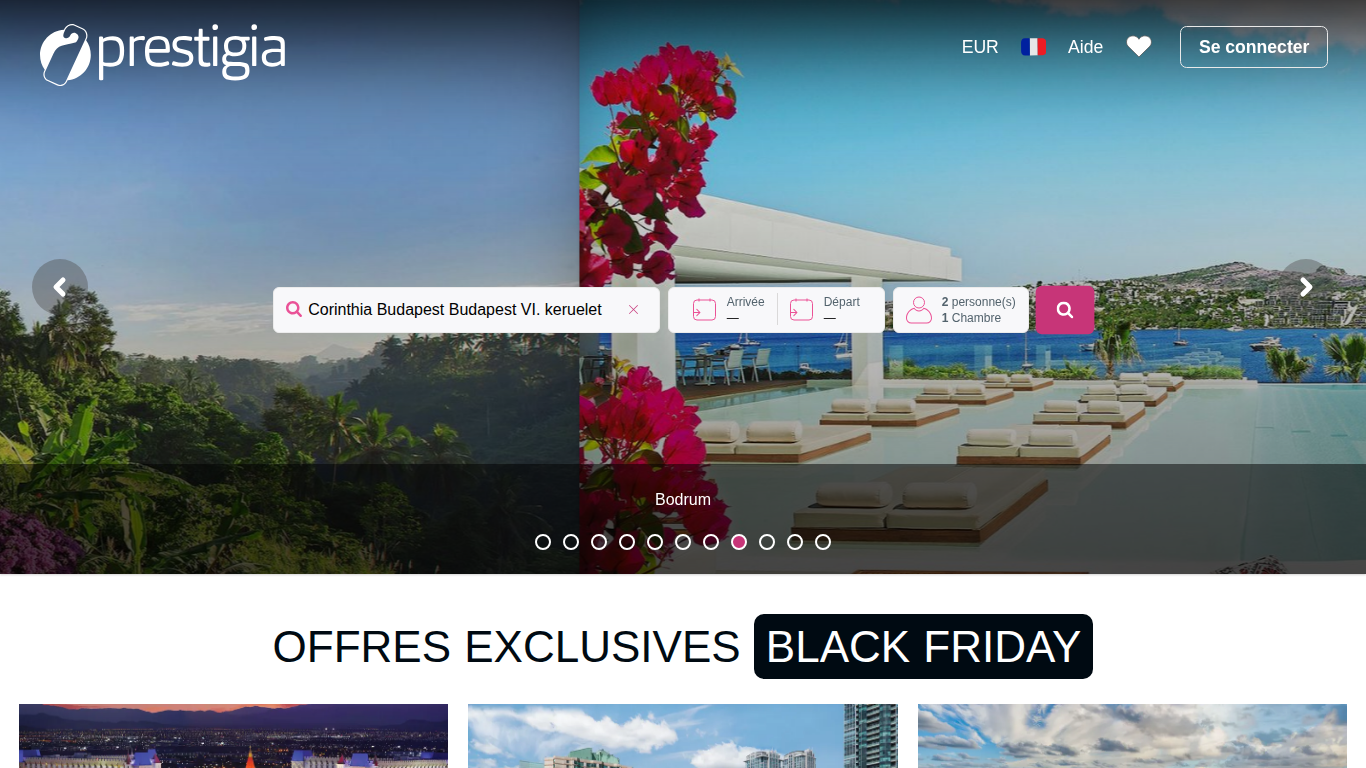 prestigia
EUR
Aide
Se connecter
Corinthia Budapest Budapest VI. keruelet
Arrivée
—
Départ
—
2 personne(s)
1 Chambre
Bodrum
OFFRES EXCLUSIVES BLACK FRIDAY